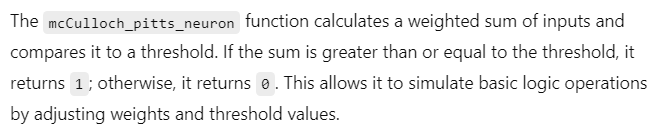 The mcCulloch_pitts_neuron function calculates a weighted sum of inputs and
compares it to a threshold. If the sum is greater than or equal to the threshold, it
returns 1; otherwise, it returns 0. This allows it to simulate basic logic operations
by adjusting weights and threshold values.